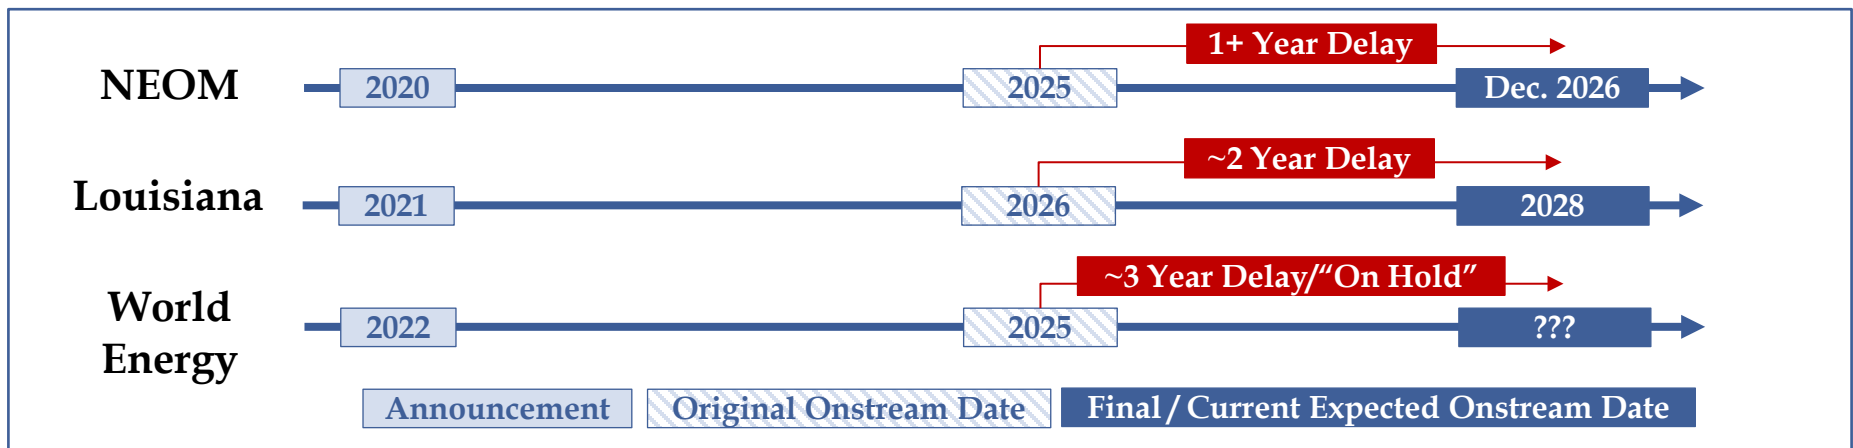 1+ Year Delay
NEOM 2020 2025 Dec. 2026
~2 Year Delay
Louisiana 2021 2026 2028
~3 Year Delay/“On Hold”
World
Energy
2022 2025 ???
Announcement Original Onstream Date Final / Current Expected Onstream Date